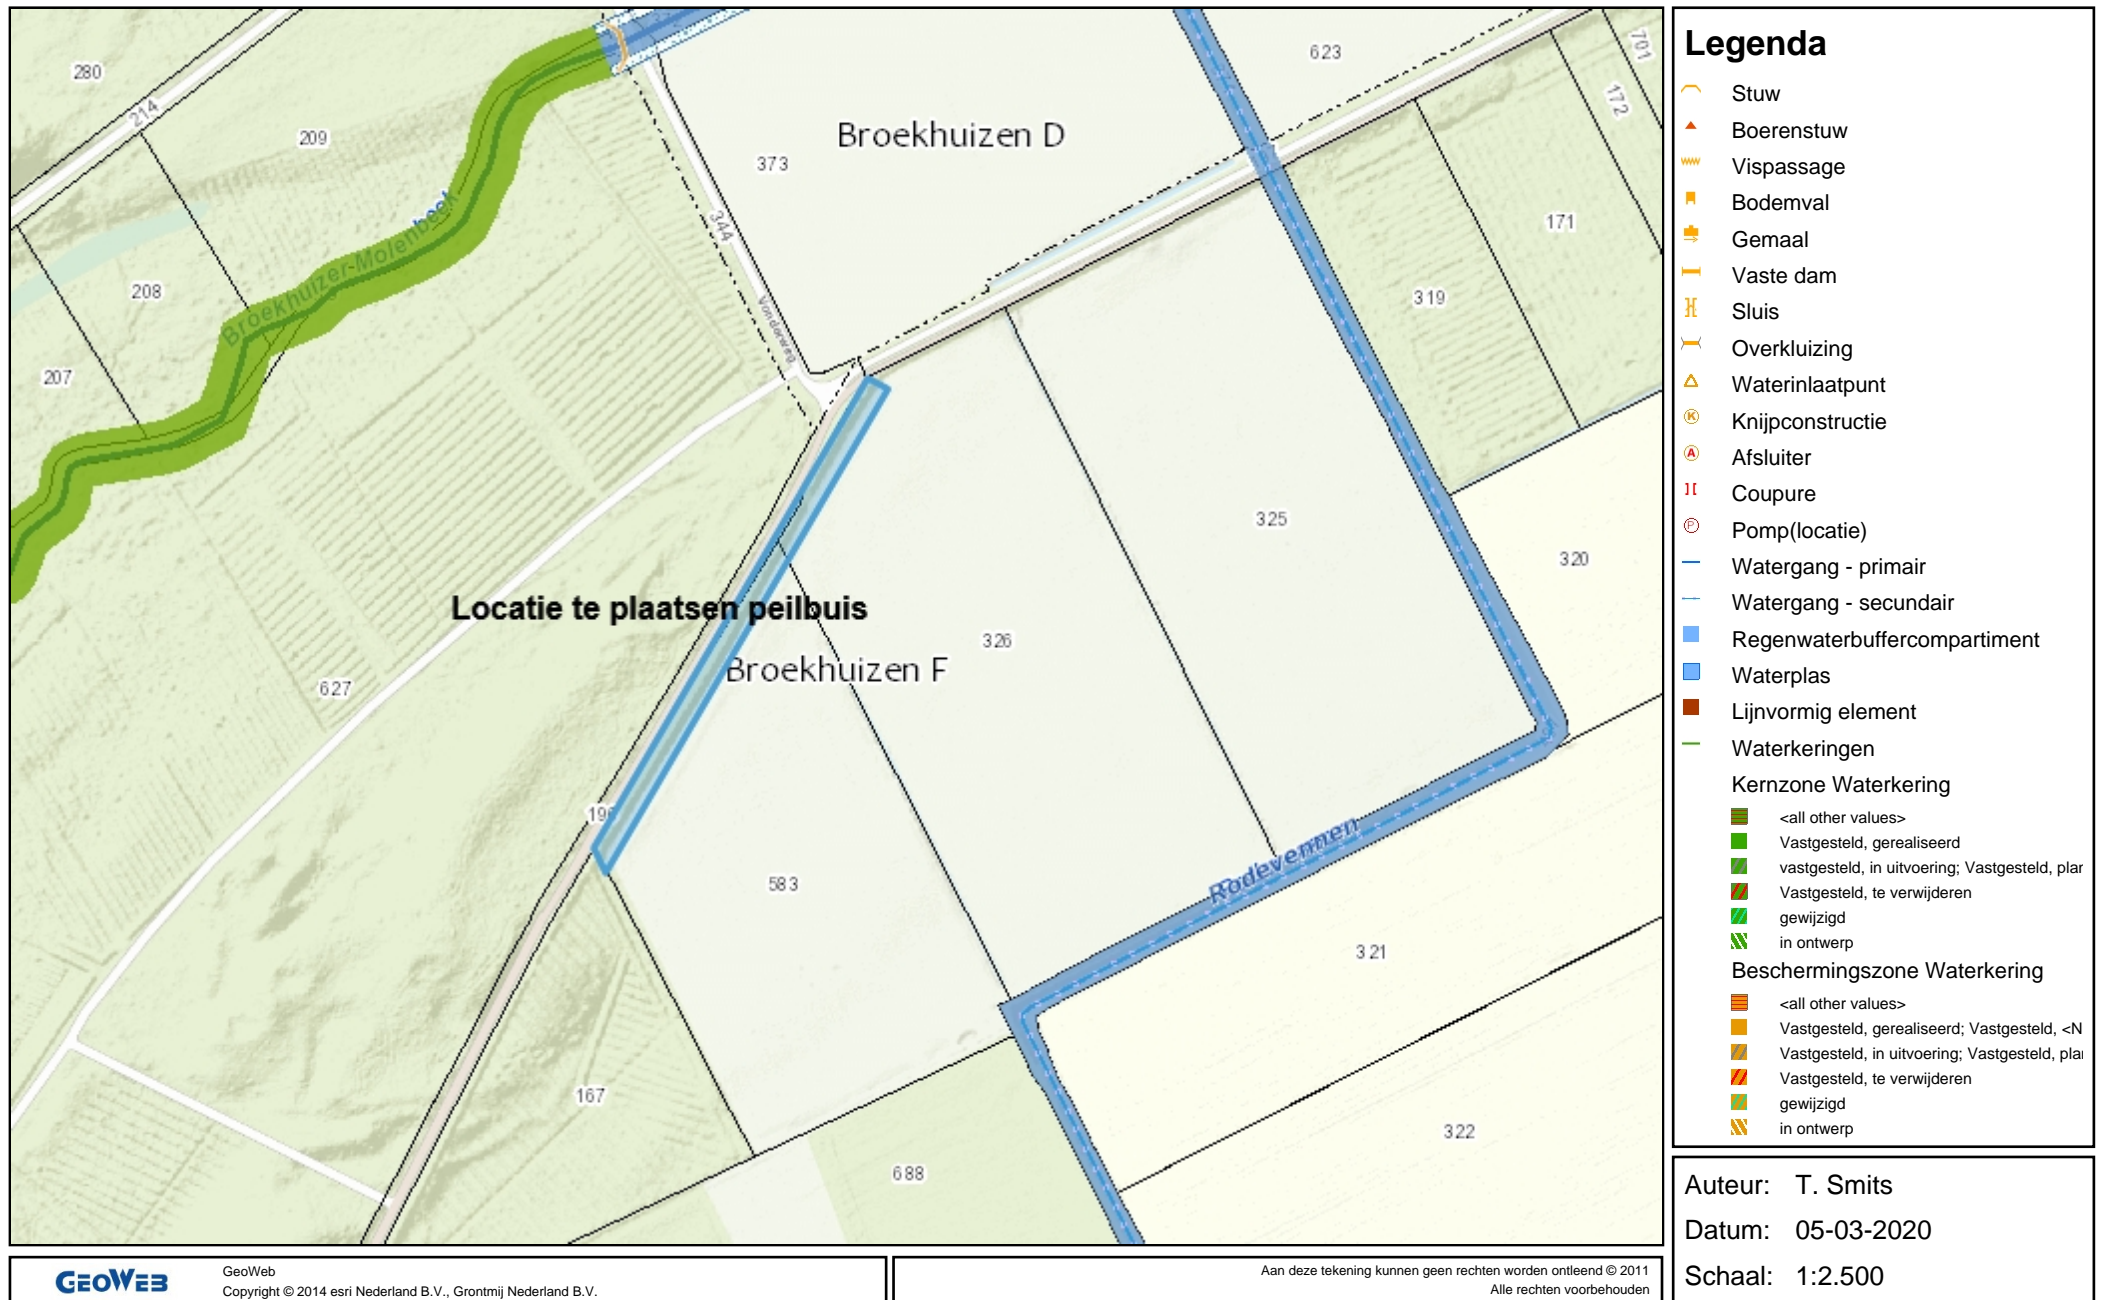 280
214
209
208
207
Broekhuizer-Molenbeek
373
Broekhuizen D
344
Vonderweg
623
701
172
171
319
325
320
326
Locatie te plaatsen peilbuis
Broekhuizen F
627
583
Rodevennen
321
322
167
688
Legenda
Stuw
Boerenstuw
Vispassage
Bodemval
Gemaal
Vaste dam
Sluis
Overkluizing
Waterinlaatpunt
Knijpconstructie
Afsluiter
Coupure
Pomp(locatie)
Watergang - primair
Watergang - secundair
Regenwaterbuffercompartiment
Waterplas
Lijnvormig element
Waterkeringen
Kernzone Waterkering
<all other values>
Vastgesteld, gerealiseerd
vastgesteld, in uitvoering; Vastgesteld, plar
Vastgesteld, te verwijderen
gewijzigd
in ontwerp
Beschermingszone Waterkering
<all other values>
Vastgesteld, gerealiseerd; Vastgesteld, <N
Vastgesteld, in uitvoering; Vastgesteld, pla
Vastgesteld, te verwijderen
gewijzigd
in ontwerp
Auteur: T. Smits
Datum: 05-03-2020
Schaal: 1:2.500
GEOWEB
GeoWeb
Copyright © 2014 esri Nederland B.V., Grontmij Nederland B.V.
Aan deze tekening kunnen geen rechten worden ontleend © 2011
Alle rechten voorbehouden